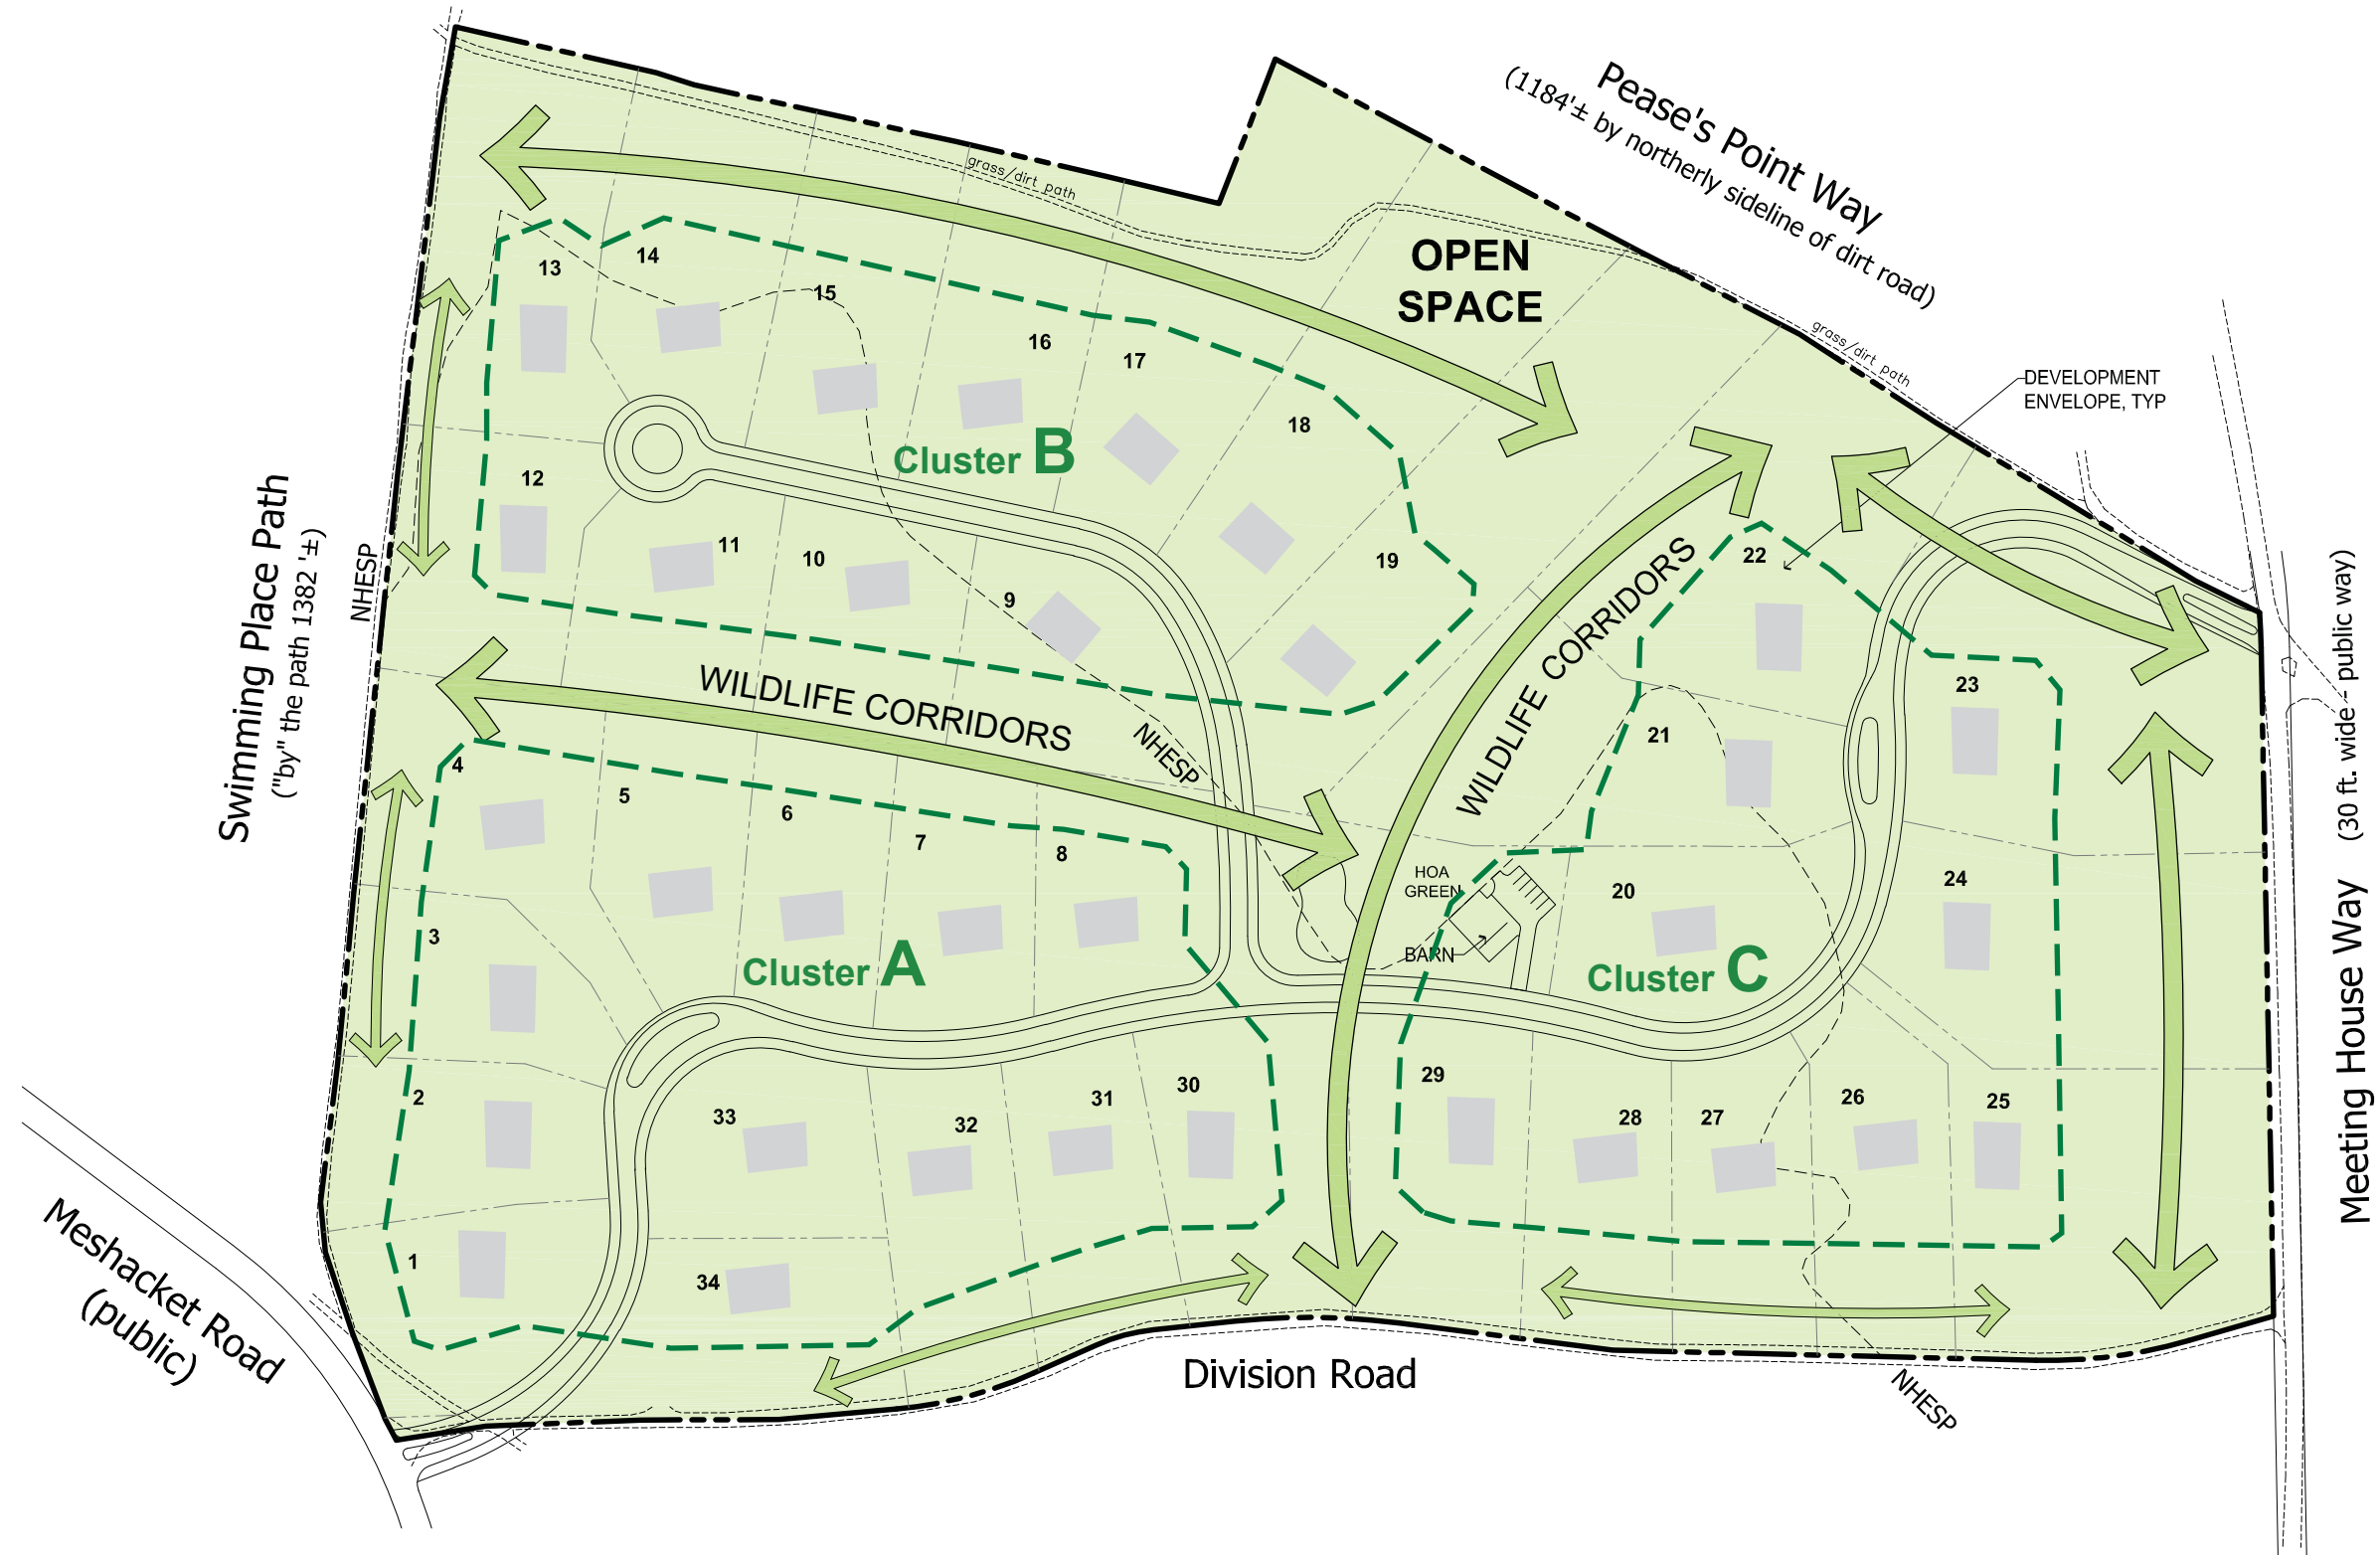 Pease's Point Way
(1184'± by northerly sideline of dirt road)
grass/dirt path
OPEN
SPACE
grass/dirt path
DEVELOPMENT
ENVELOPE, TYP
13
14
15
16
17
18
19
Cluster B
12
11
10
9
Swimming Place Path
("by" the path 1382 '±)
NHESP
WILDLIFE CORRIDORS
NHESP
WILDLIFE CORRIDORS
22
23
21
4
5
6
7
8
3
Cluster A
HOA
GREEN
BARN
20
24
Cluster C
2
33
32
31
30
29
28
27
26
25
1
34
Meshacket Road
(public)
Division Road
NHESP
Meeting House Way (30 ft. wide - public way)